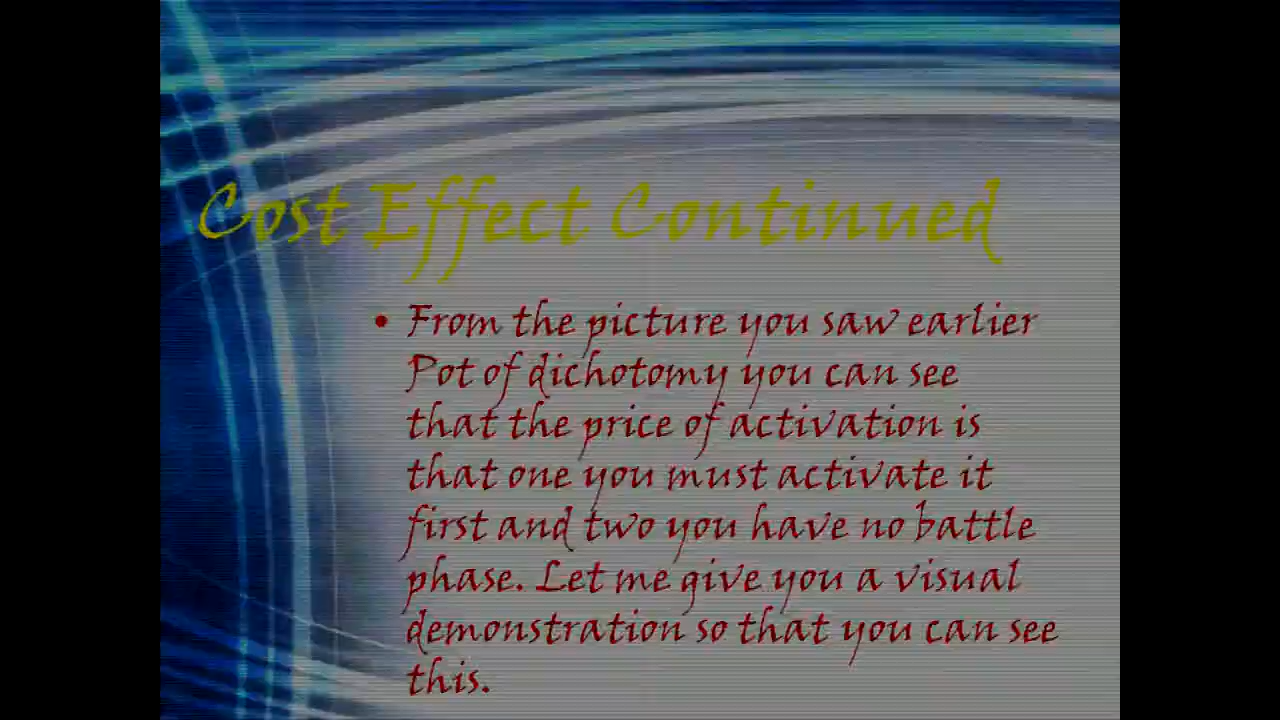 Cost Effect Continued
• From the picture you saw earlier
Pot of dichotomy you can see
that the price of activation is
that one you must activate it
first and two you have no battle
phase. Let me give you a visual
demonstration so that you can see
this.